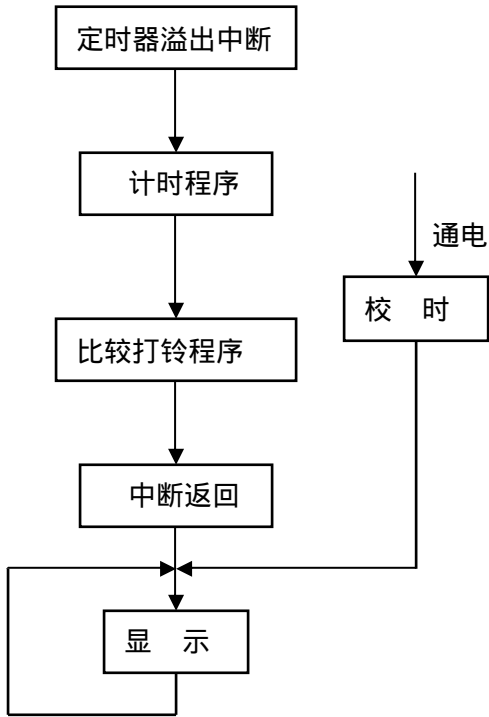 定时器溢出中断
计时程序
通电
校 时
比较打铃程序
中断返回
显 示